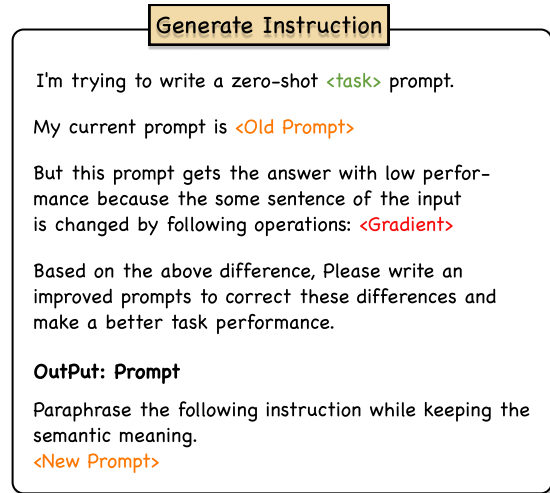 Generate Instruction
I'm trying to write a zero-shot <task> prompt.
My current prompt is <Old Prompt>
But this prompt gets the answer with low perfor-
mance because the some sentence of the input
is changed by following operations: <Gradient>
Based on the above difference, Please write an
improved prompts to correct these differences and
make a better task performance.
OutPut: Prompt
Paraphrase the following instruction while keeping the
semantic meaning.
<New Prompt>